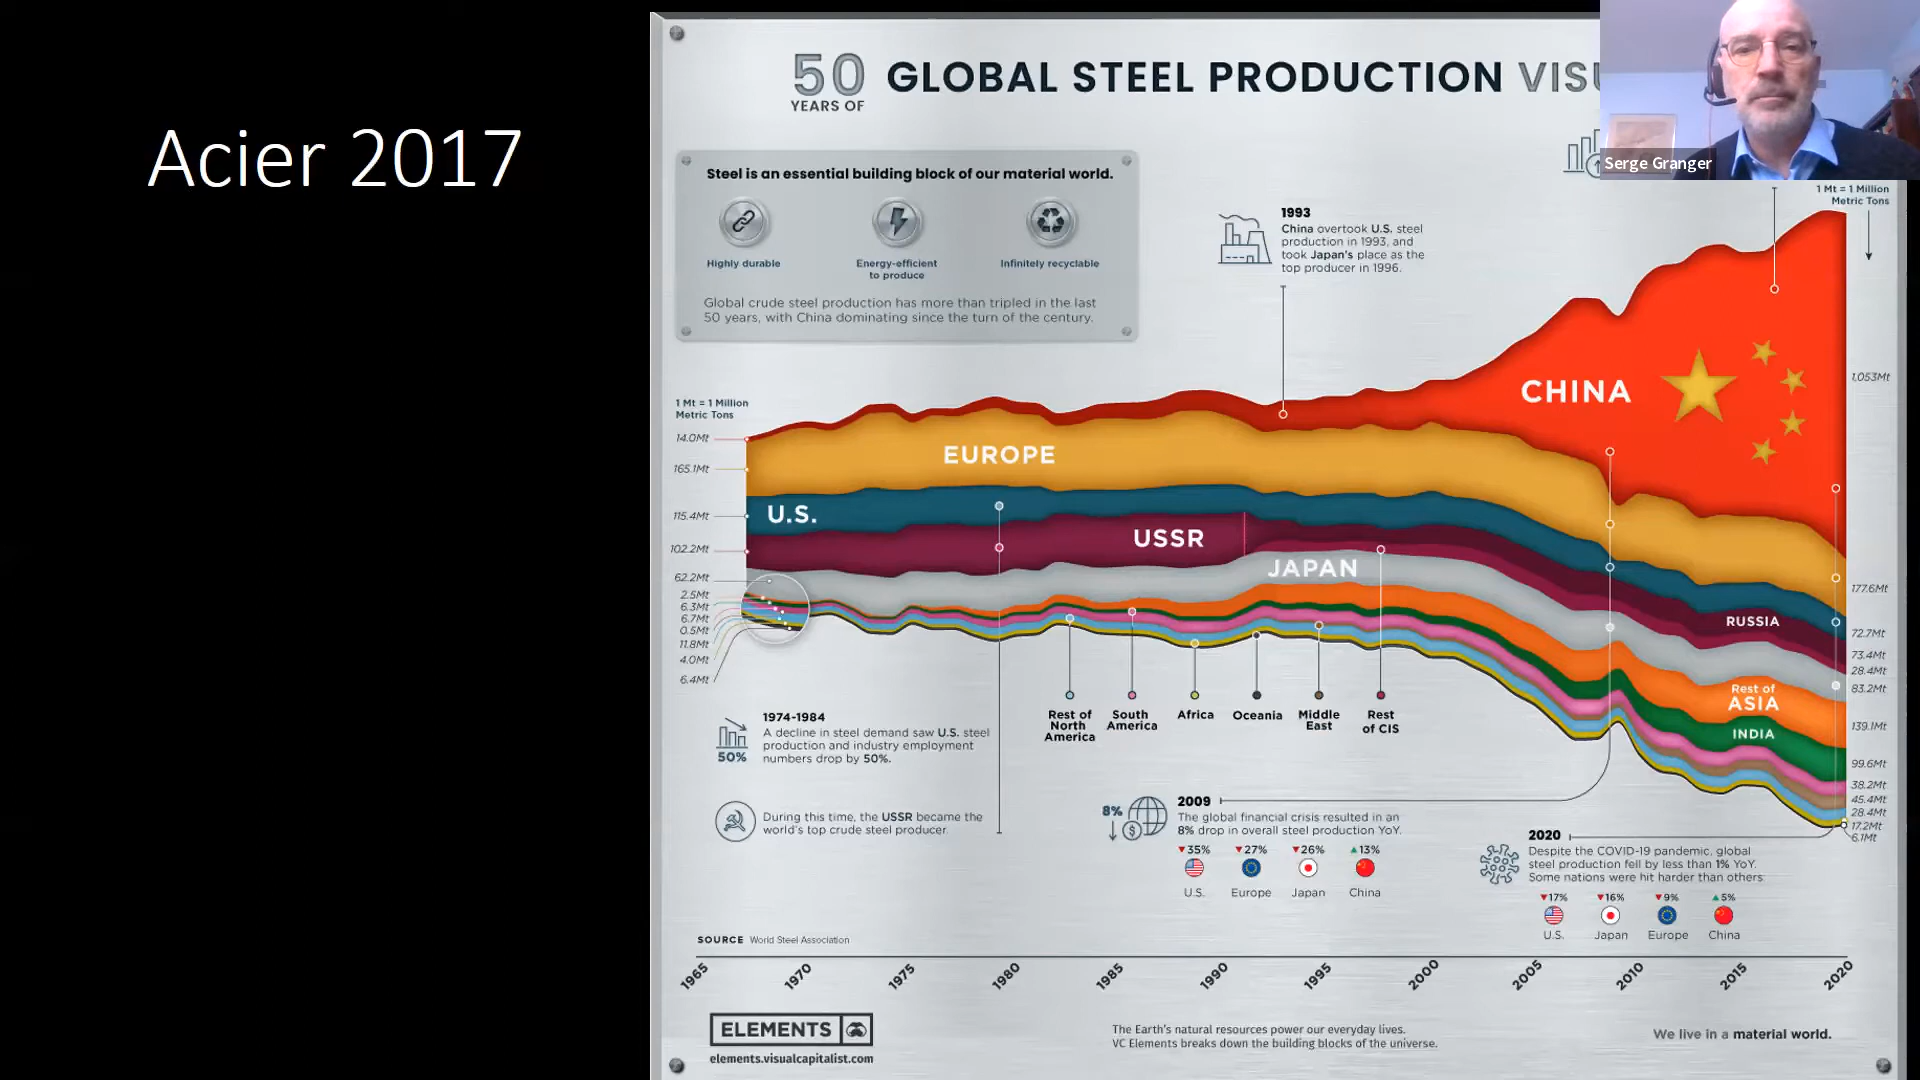 Acier 2017
50
YEARS OF
GLOBAL STEEL PRODUCTION
Serge Granger
Steel is an essential building block of our material world.
Highly durable
Energy-efficient
to produce
Infinitely recyclable
Global crude steel production has more than tripled in the last
50 years, with China dominating since the turn of the century.
1993
China overtook U.S. steel
production in 1993, and
took Japan's place as the
top producer in 1996.
1 Mt = 1 Million
Metric Tons
1 Mt = 1 Million
Metric Tons
14.0Mt
165.1Mt
115.4Mt
102.2Mt
62.2Mt
2.5Mt
6.3Mt
6.7Mt
0.5Mt
11.8Mt
4.0Mt
6.4Mt
CHINA
EUROPE
U.S.
USSR
JAPAN
RUSSIA
Rest of
ASIA
INDIA
1,053Mt
177.6Mt
72.7Mt
73.4Mt
28.4Mt
83.2Mt
139.1Mt
99.6Mt
38.2Mt
45.4Mt
28.4Mt
17.2Mt
6.1Mt
Rest of
North
America
South
America
Africa
Oceania
Middle
East
Rest
of CIS
50%
1974-1984
A decline in steel demand saw U.S. steel
production and industry employment
numbers drop by 50%.
During this time, the USSR became the
world's top crude steel producer.
8%
2009
The global financial crisis resulted in an
8% drop in overall steel production YoY.
35%
27%
26%
13%
U.S.
Europe
Japan
China
2020
Despite the COVID-19 pandemic, global
steel production fell by less than 1% YoY.
Some nations were hit harder than others
17%
16%
9%
5%
U.S.
Japan
Europe
China
SOURCE World Steel Association
1965
1970
1975
1980
1985
1990
1995
2000
2005
2010
2015
2020
ELEMENTS
elements.visualcapitalist.com
The Earth's natural resources power our everyday lives.
VC Elements breaks down the building blocks of the universe.
We live in a material world.